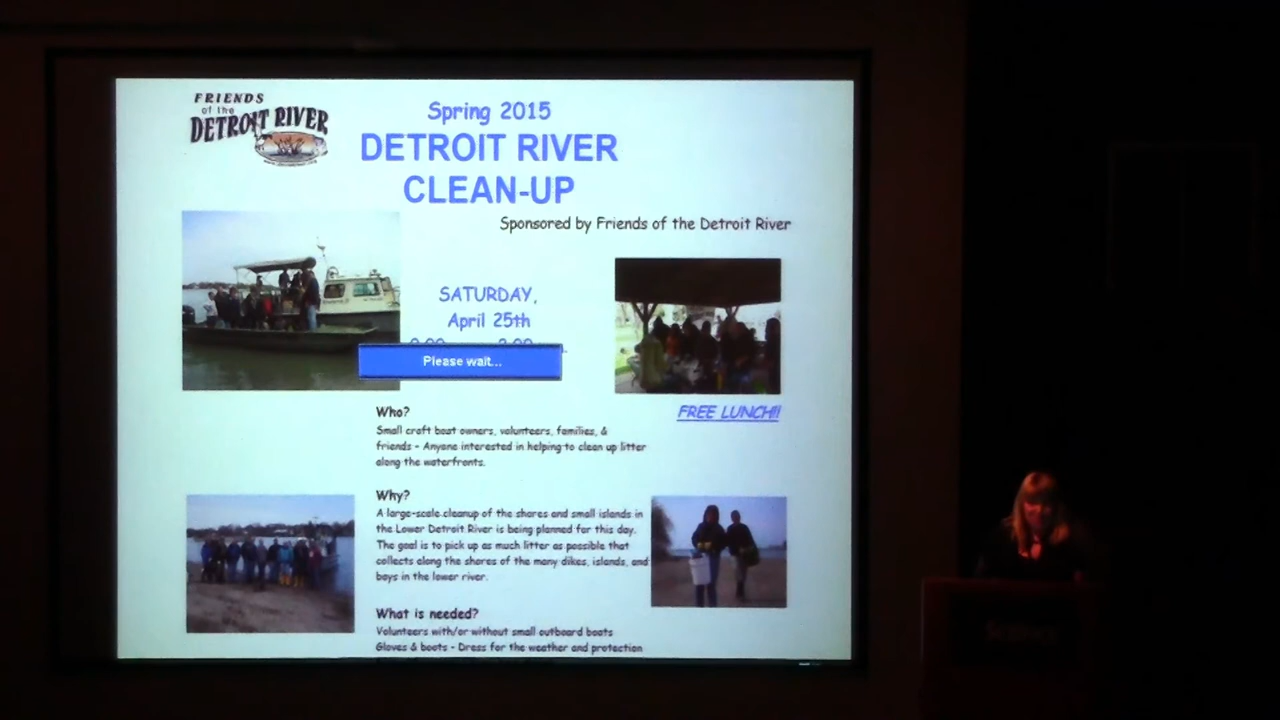 FRIENDS
of the
DETROIT RIVER
Spring 2015
DETROIT RIVER
CLEAN-UP
Sponsored by Friends of the Detroit River
SATURDAY,
April 25th
Please wait...
FREE LUNCH!!
Who?
Small craft boat owners, volunteers, families, &
friends - Anyone interested in helping to clean up litter
along the waterfronts.
Why?
A large-scale cleanup of the shores and small islands in
the Lower Detroit River is being planned for this day.
The goal is to pick up as much litter as possible that
collects along the shores of the many dikes, islands, and
bays in the lower river.
What is needed?
Volunteers with/or without small outboard boats
Gloves & boots - Dress for the weather and protection